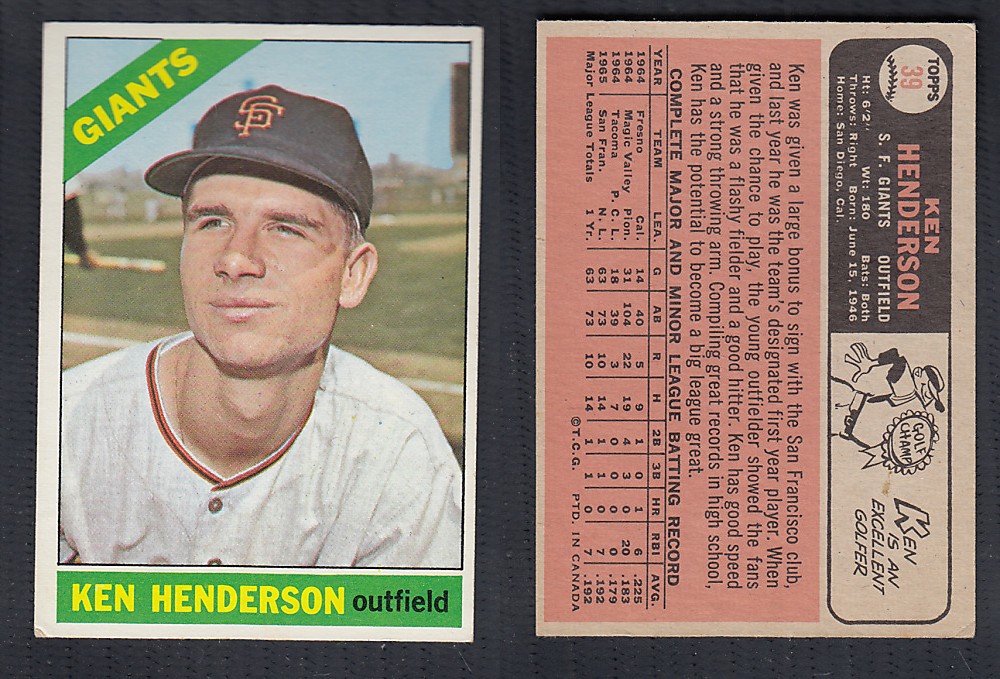 GIANTS
SF
KEN HENDERSON outfield
TOPPS
39
KEN
HENDERSON
S. F. GIANTS OUTFIELD
Ht: 6'2" Wt: 180 Bats: Both
Throws: Right Born: June 15, 1946
Home: San Diego, Cal.
GOLF
CHAMP
KEN
IS AN
EXCELLENT
GOLFER
Ken was given a large bonus to sign with the San Francisco club,
and last year he was the team's designated first year player. When
given the chance to play, the young outfielder showed the fans
that he was a flashy fielder and a good hitter. Ken has good speed
and a strong throwing arm. Compiling great records in high school,
Ken has the potential to become a big league great.
COMPLETE MAJOR AND MINOR LEAGUE BATTING RECORD
YEAR TEAM LEA. G AB R H 2B 3B HR RBI AVG.
1964 Fresno Cal. 14 40 5 9 1 0 1 6 .225
1964 Magic Valley Pion. 31 104 22 19 4 3 0 20 .183
1964 Tacoma P. C. L. 18 39 3 7 0 0 0 0 .179
1965 San Fran. N. L. 63 73 10 14 1 1 0 7 .192
Major League Totals 1 Yr. 63 73 10 14 1 1 0 7 .192
©T.C.G. PTD. IN CANADA